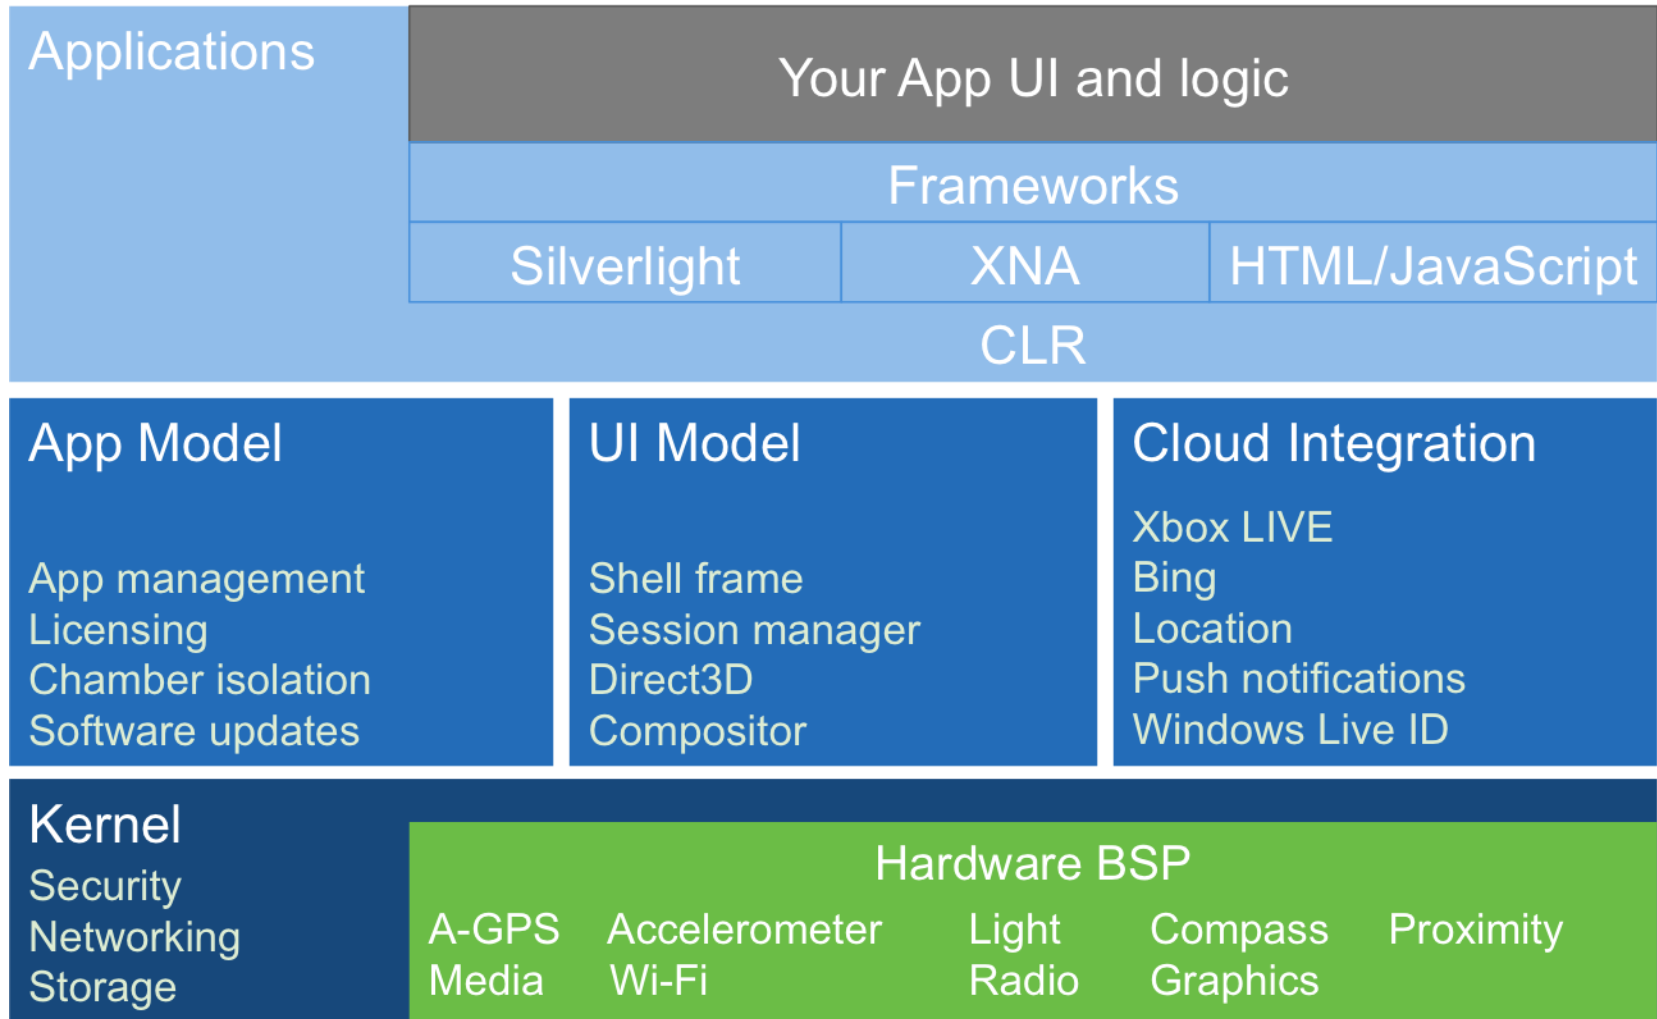 Applications
Your App UI and logic
Frameworks
Silverlight
XNA
HTML/JavaScript
CLR
App Model
App management
Licensing
Chamber isolation
Software updates
UI Model
Shell frame
Session manager
Direct3D
Compositor
Cloud Integration
Xbox LIVE
Bing
Location
Push notifications
Windows Live ID
Kernel
Security
Networking
Storage
Hardware BSP
A-GPS Accelerometer Light Compass Proximity
Media Wi-Fi Radio Graphics